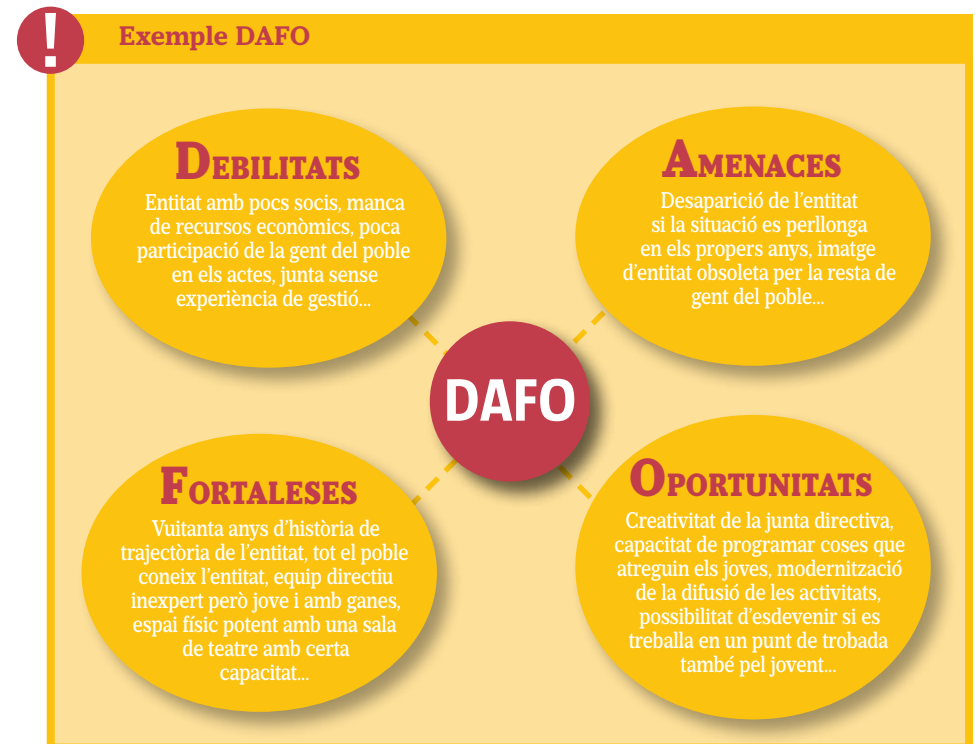 !
Exemple DAFO
DEBILITATS
Entitat amb pocs socis, manca
de recursos econòmics, poca
participació de la gent del poble
en els actes, junta sense
experiència de gestió...
AMENACES
Desaparició de l'entitat
si la situació es perllonga
en els propers anys, imatge
d'entitat obsoleta per la resta de
gent del poble...
DAFO
FORTALESES
Vuitanta anys d'història de
trajectòria de l'entitat, tot el poble
coneix l'entitat, equip directiu
inexpert però jove i amb ganes,
espai físic potent amb una sala
de teatre amb certa
capacitat...
OPORTUNITATS
Creativitat de la junta directiva,
capacitat de programar coses que
atreguin els joves, modernització
de la difusió de les activitats,
possibilitat d'esdevenir si es
treballa en un punt de trobada
també pel jovent...